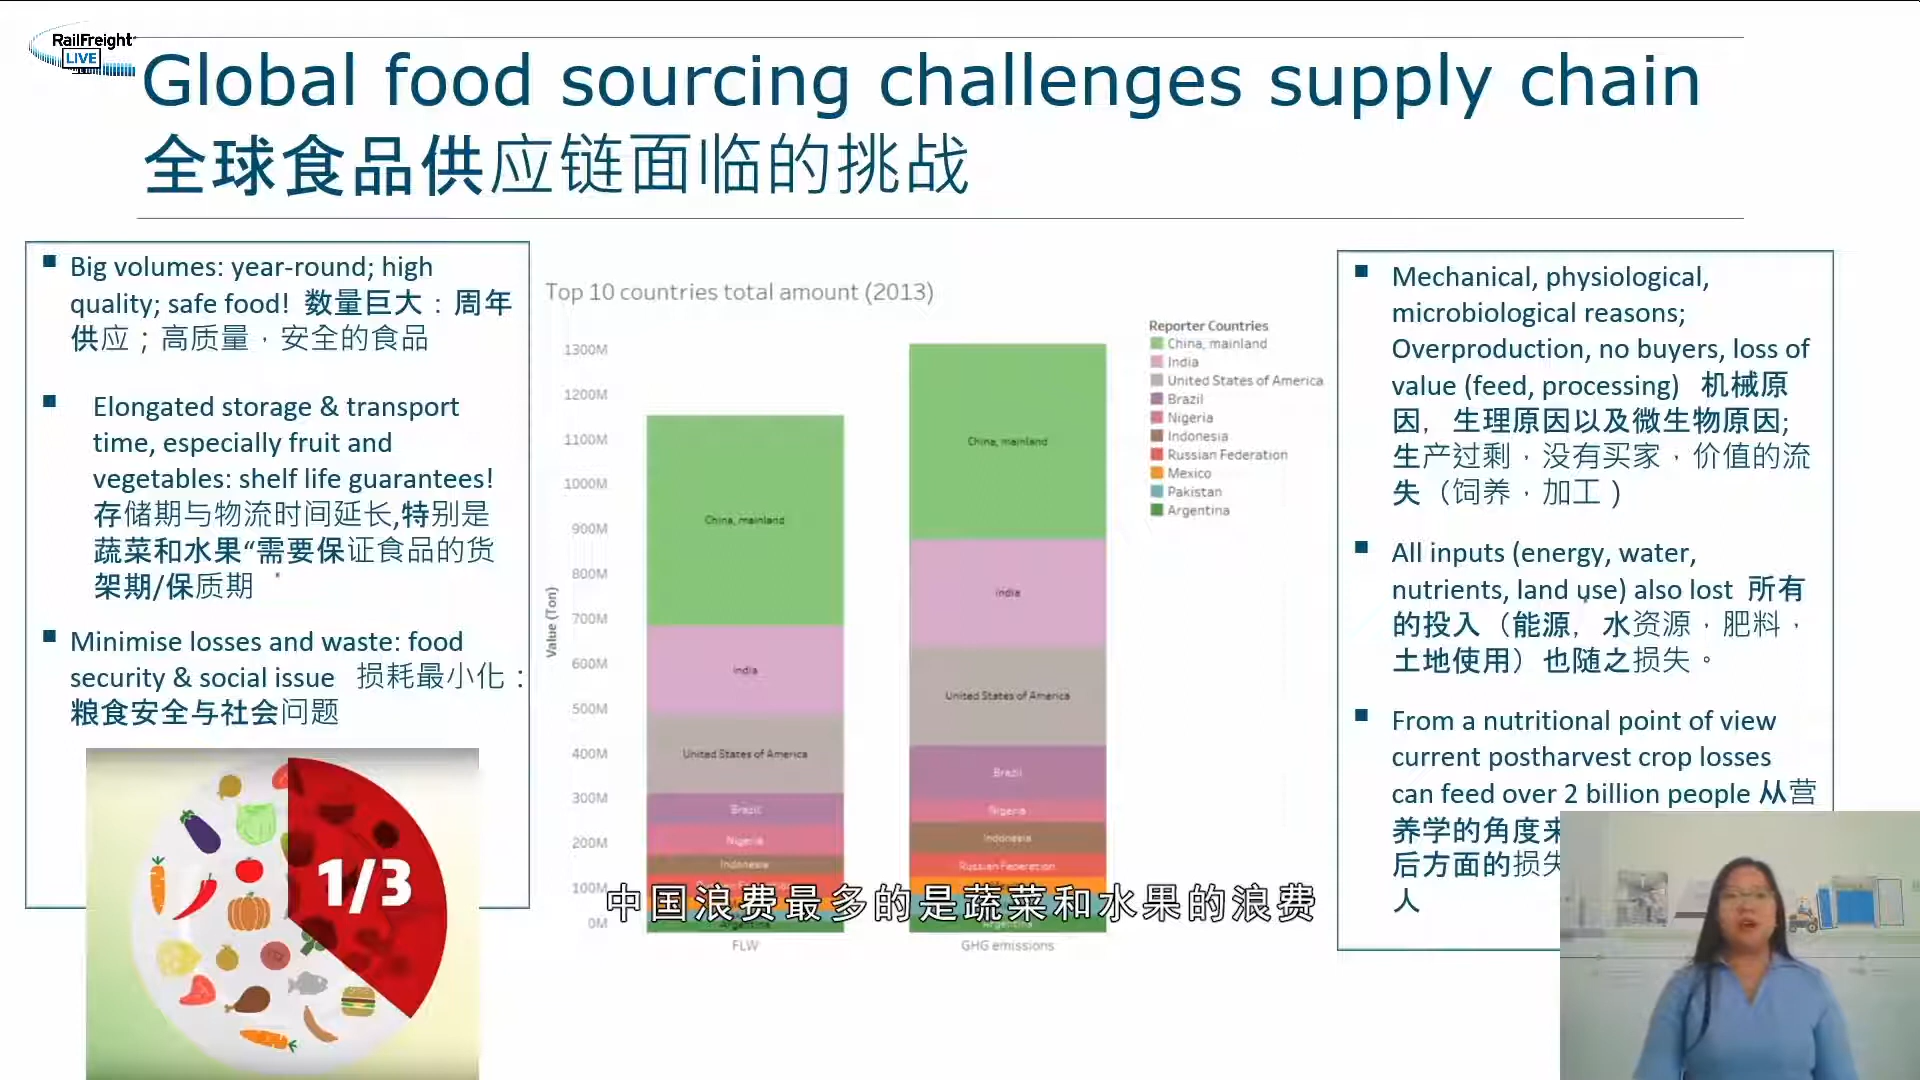 RailFreight
LIVE
Global food sourcing challenges supply chain
全球食品供应链面临的挑战
Big volumes: year-round; high
quality; safe food! 数量巨大：周年
供应；高质量，安全的食品
Elongated storage & transport
time, especially fruit and
vegetables: shelf life guarantees!
存储期与物流时间延长,特别是
蔬菜和水果“需要保证食品的货
架期/保质期
Minimise losses and waste: food
security & social issue 损耗最小化：
粮食安全与社会问题
1/3
Top 10 countries total amount (2013)
Value (Ton)
1300M
1200M
1100M
1000M
900M
800M
700M
600M
500M
400M
300M
200M
100M
0M
China, mainland
India
United States of America
Brazil
Nigeria
Indonesia
Argentina
FLW
China, mainland
India
United States of America
Brazil
Nigeria
Indonesia
Russian Federation
Argentina
GHG emissions
Reporter Countries
China, mainland
India
United States of America
Brazil
Nigeria
Indonesia
Russian Federation
Mexico
Pakistan
Argentina
Mechanical, physiological,
microbiological reasons;
Overproduction, no buyers, loss of
value (feed, processing) 机械原
因，生理原因以及微生物原因;
生产过剩，没有买家，价值的流
失（饲养，加工)
All inputs (energy, water,
nutrients, land use) also lost 所有
的投入（能源，水资源，肥料，
土地使用）也随之损失。
From a nutritional point of view
current postharvest crop losses
can feed over 2 billion people 从营
养学的角度来
后方面的损失
人
中国浪费最多的是蔬菜和水果的浪费